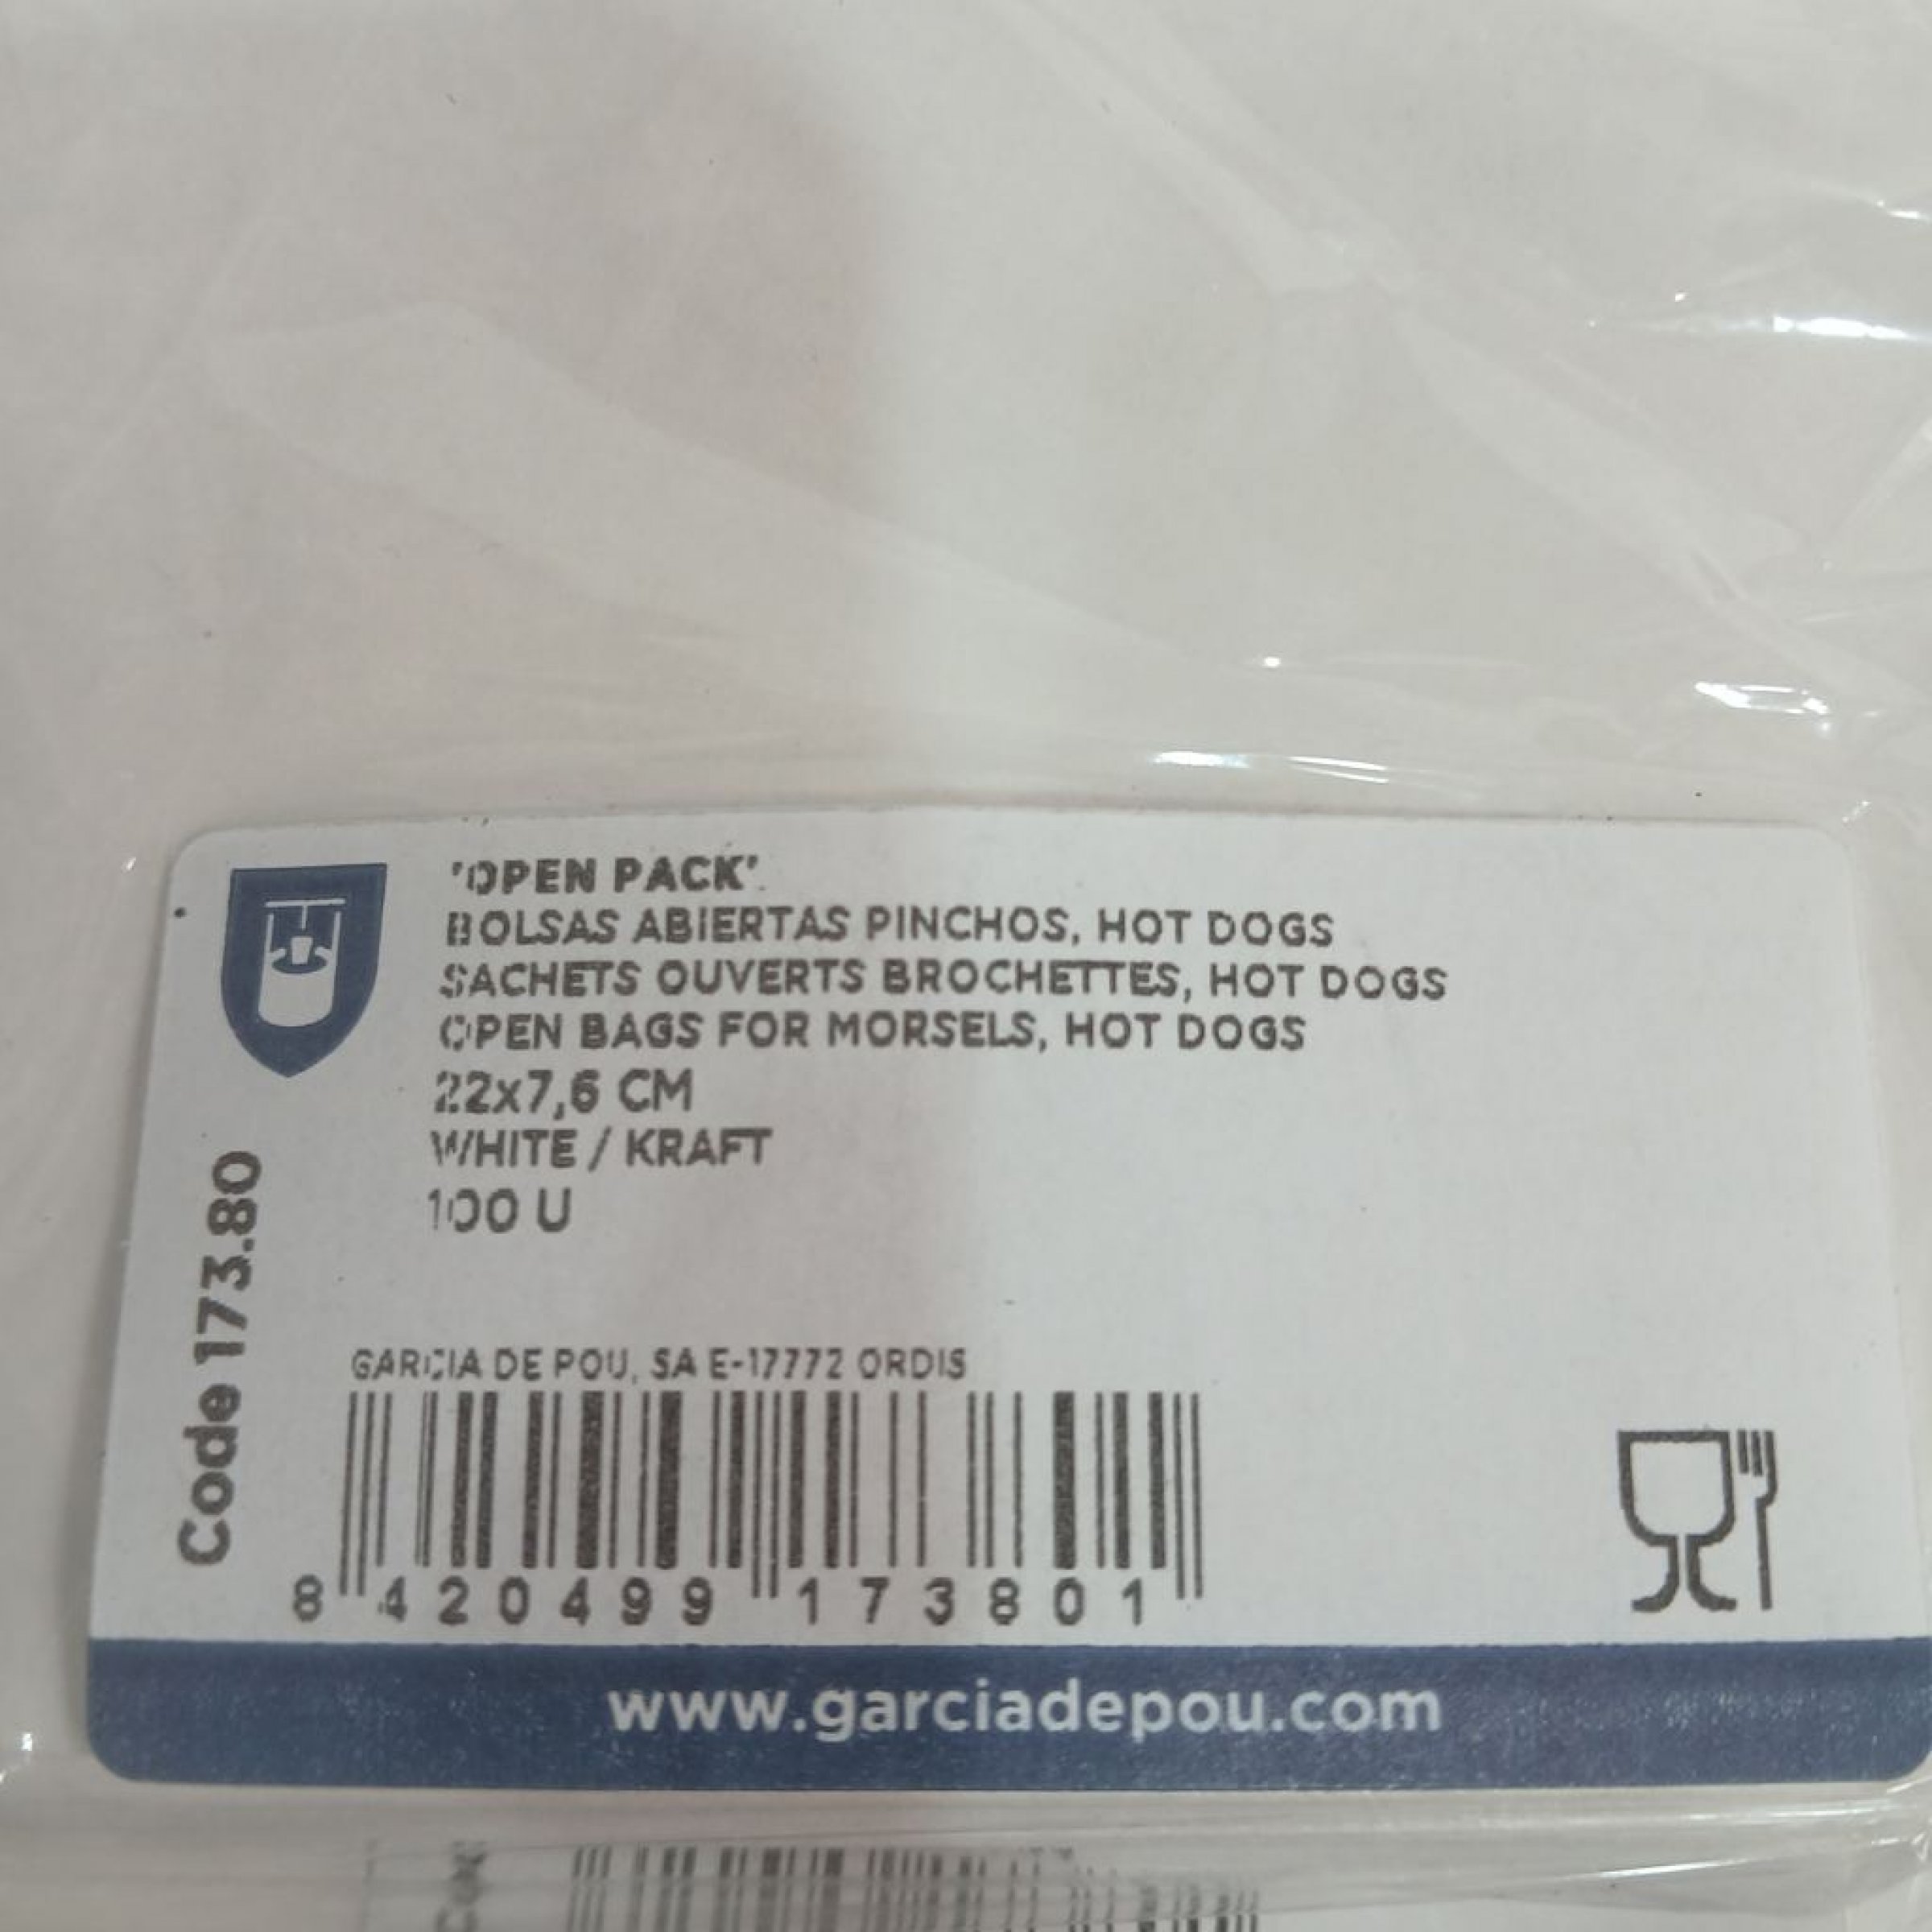 'OPEN PACK'
BOLSAS ABIERTAS PINCHOS, HOT DOGS
SACHETS OUVERTS BROCHETTES, HOT DOGS
OPEN BAGS FOR MORSELS, HOT DOGS
22x7,6 CM
WHITE / KRAFT
100 U
Code 173.80
GARCIA DE POU, SA E-17772 ORDIS
8 420499 173801
www.garciadepou.com